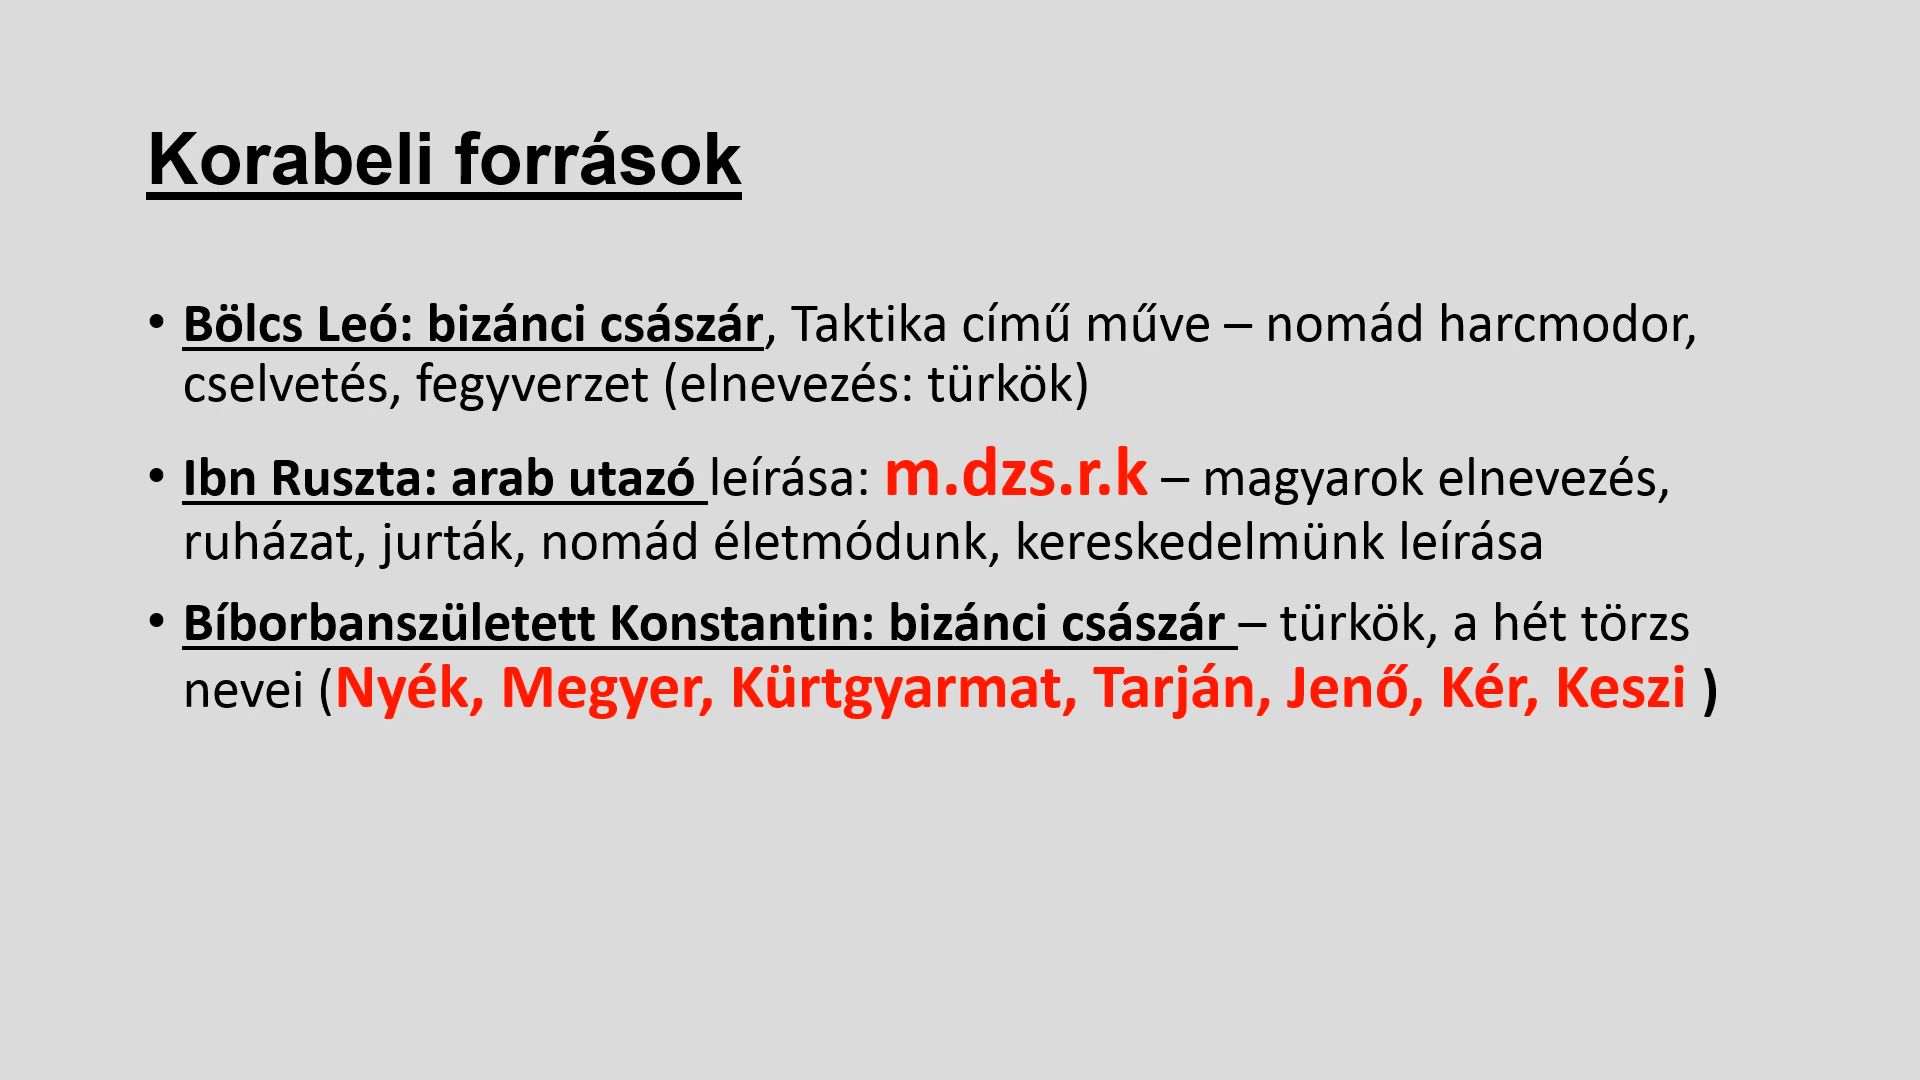 Korabeli források
• Bölcs Leó: bizánci császár, Taktika című műve – nomád harcmodor,
cselvetés, fegyverzet (elnevezés: türkök)
• Ibn Ruszta: arab utazó leírása: m.dzs.r.k – magyarok elnevezés,
ruházat, jurták, nomád életmódunk, kereskedelmünk leírása
• Bíborbanszületett Konstantin: bizánci császár – türkök, a hét törzs
nevei (Nyék, Megyer, Kürtgyarmat, Tarján, Jenő, Kér, Keszi )